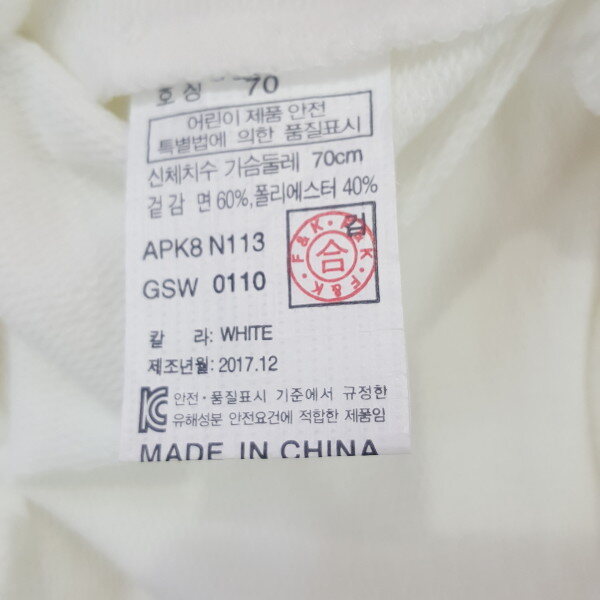 호칭 70
어린이 제품 안전
특별법에 의한 품질표시
신체치수 가슴둘레 70cm
겉감 면 60%,폴리에스터 40%
APK8 N113
GSW 0110
검
F&K·F&K·F&K·
合
칼 라: WHITE
제조년월: 2017.12
안전·품질표시 기준에서 규정한
유해성분 안전요건에 적합한 제품임
MADE IN CHINA